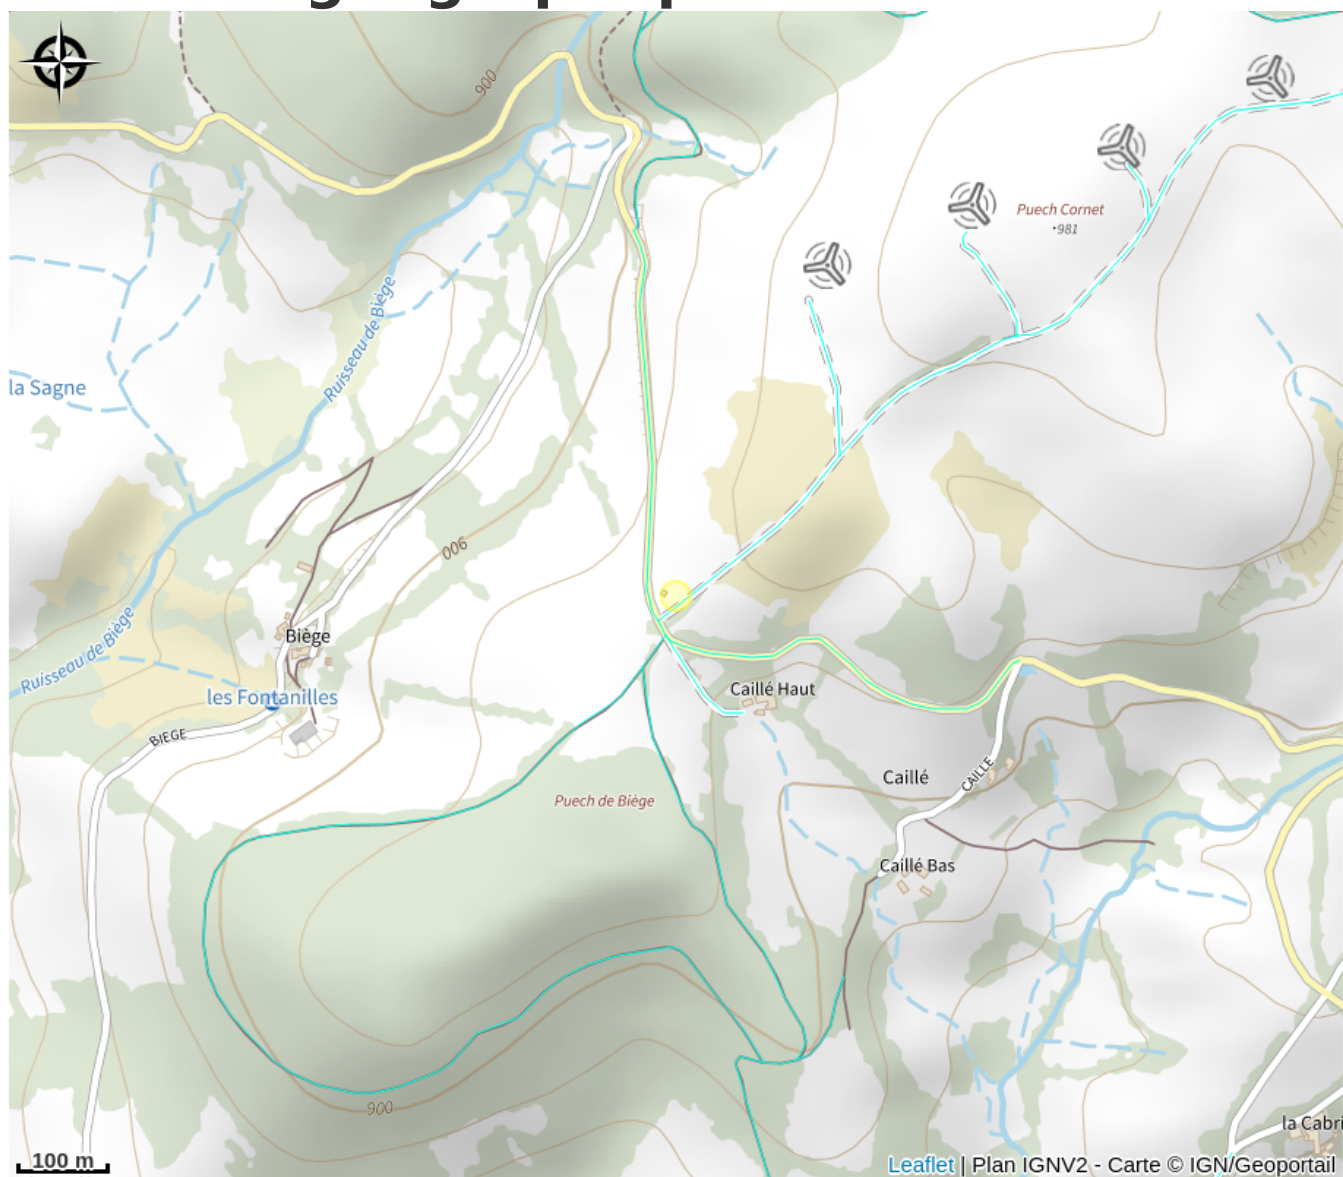 900
Puech Cornet
981
Ruisseau de Biège
la Sagne
900
Ruisseau de Biège
Biège
les Fontanilles
Caillé Haut
BIEGE
Caillé
CAILLE
Puech de Biège
Caillé Bas
900
la Cabri
100 m
Leaflet | Plan IGNV2 - Carte © IGN/Geoportail